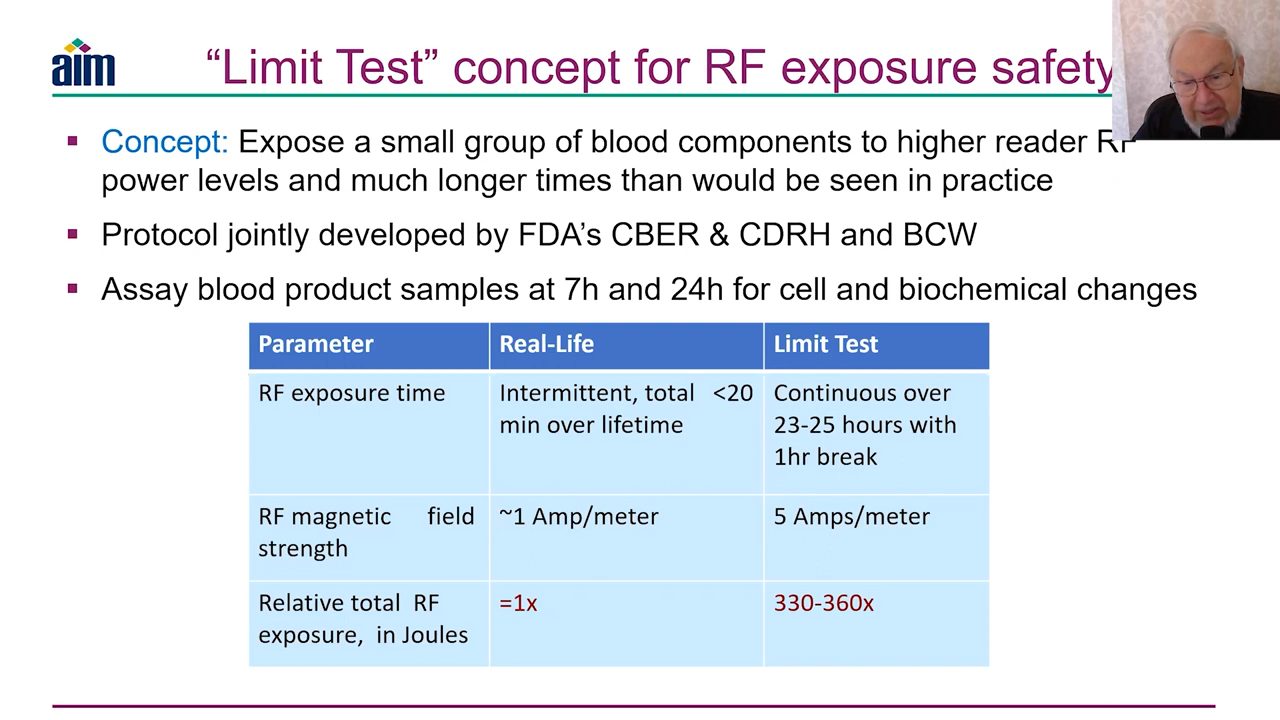 aim
“Limit Test” concept for RF exposure safety
Concept: Expose a small group of blood components to higher reader RF
power levels and much longer times than would be seen in practice
Protocol jointly developed by FDA’s CBER & CDRH and BCW
Assay blood product samples at 7h and 24h for cell and biochemical changes
Parameter Real-Life Limit Test
RF exposure time Intermittent, total <20 Continuous over
min over lifetime 23-25 hours with
1hr break
RF magnetic field ~1 Amp/meter 5 Amps/meter
strength
Relative total RF =1x 330-360x
exposure, in Joules